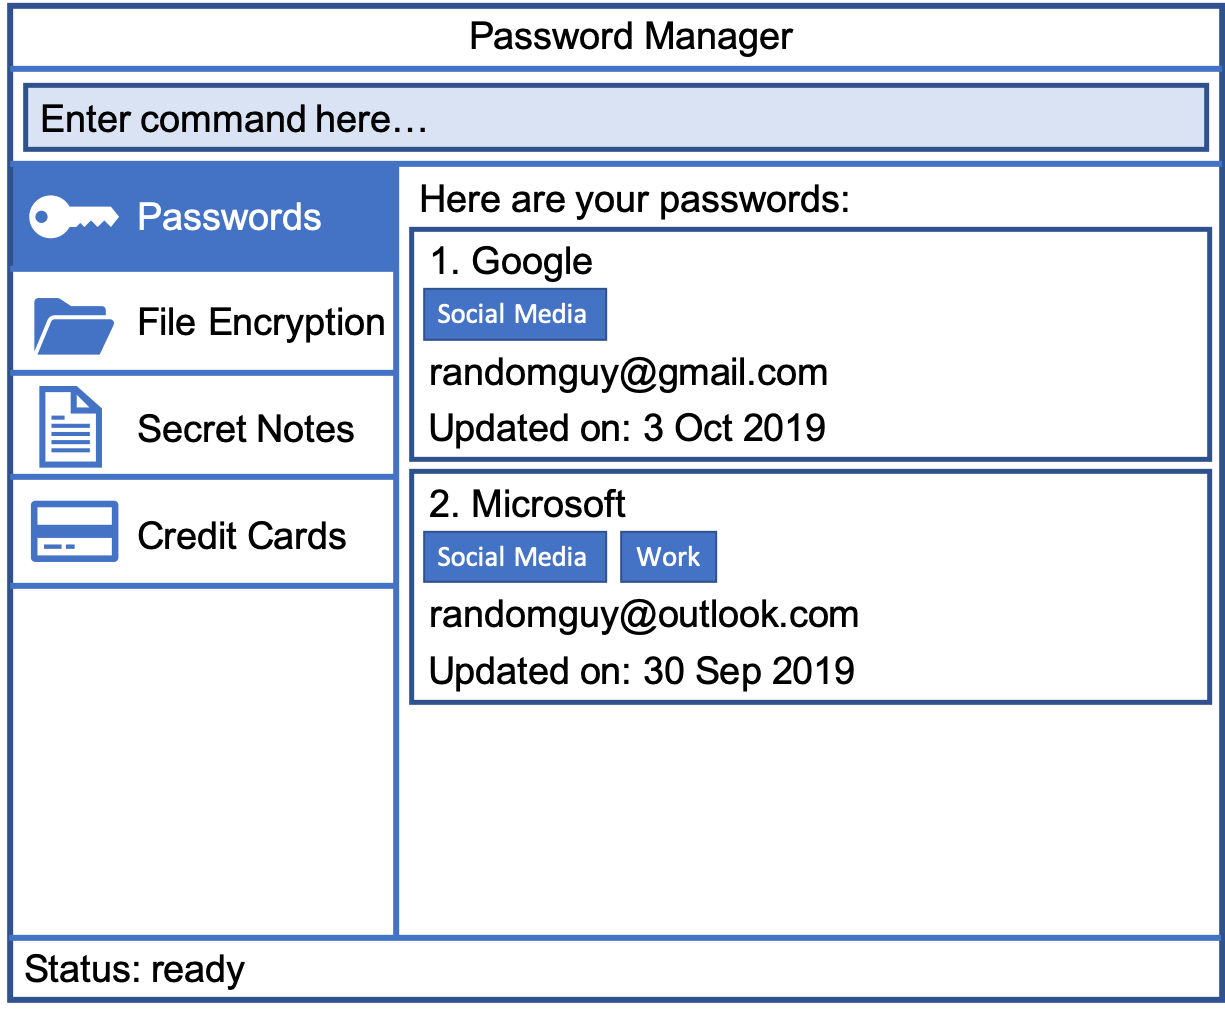 Password Manager
Enter command here…
Passwords
File Encryption
Secret Notes
Credit Cards
Here are your passwords:
1. Google
Social Media
randomguy@gmail.com
Updated on: 3 Oct 2019
2. Microsoft
Social Media Work
randomguy@outlook.com
Updated on: 30 Sep 2019
Status: ready